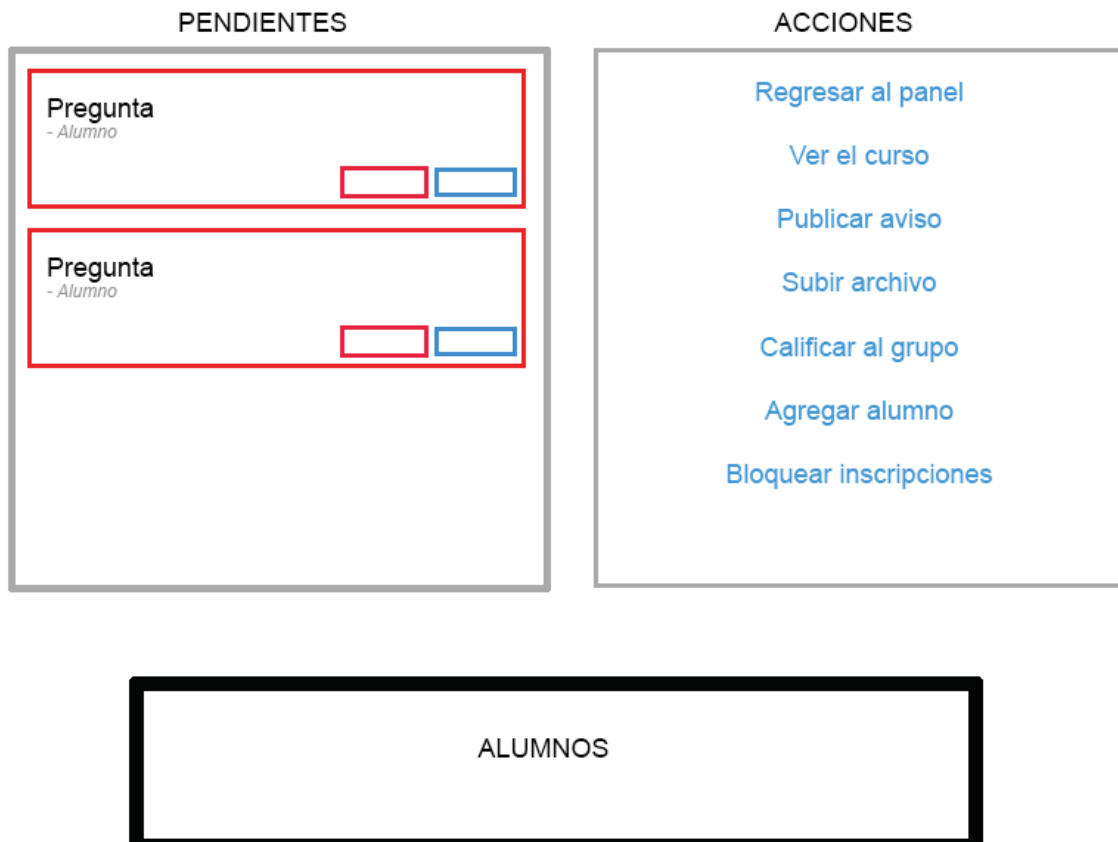 PENDIENTES
Pregunta
- Alumno
Pregunta
- Alumno
ACCIONES
Regresar al panel
Ver el curso
Publicar aviso
Subir archivo
Calificar al grupo
Agregar alumno
Bloquear inscripciones
ALUMNOS